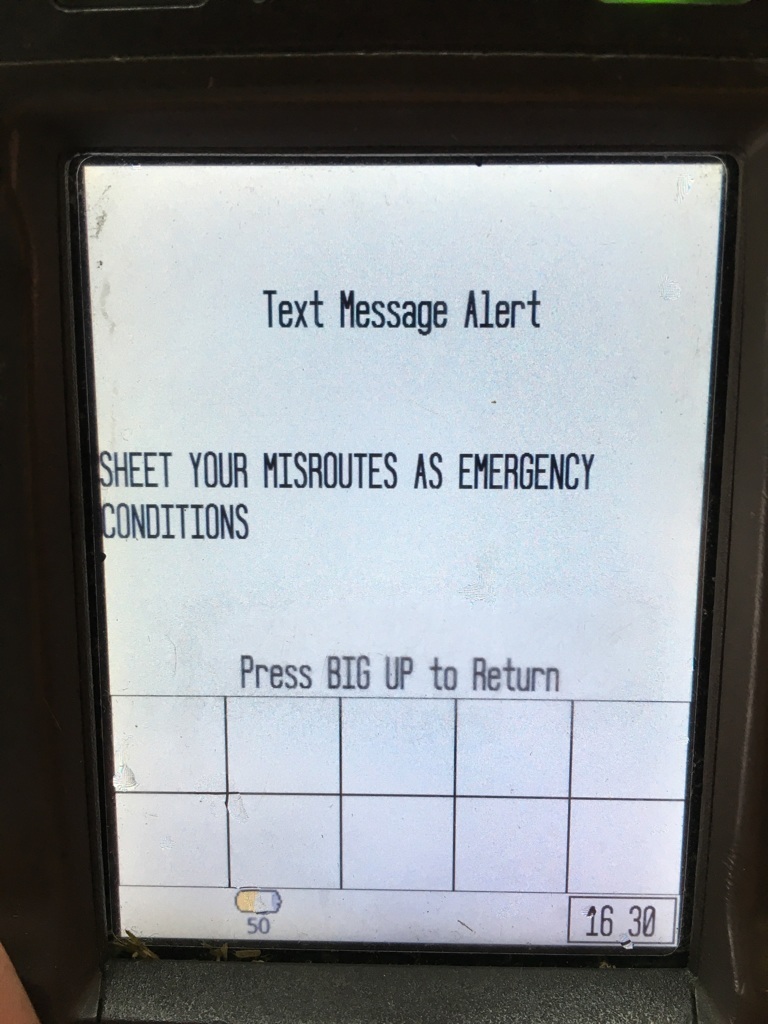 Text Message Alert
SHEET YOUR MISROUTES AS EMERGENCY
CONDITIONS
Press BIG UP to Return
50
16 30